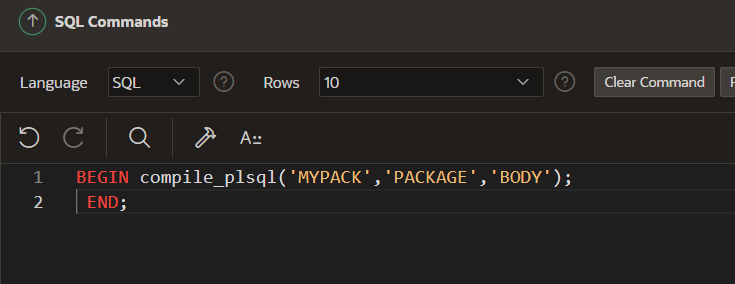 SQL Commands
Language SQL Rows 10 Clear Command
1 BEGIN compile_plsql('MYPACK','PACKAGE','BODY');
2 END;